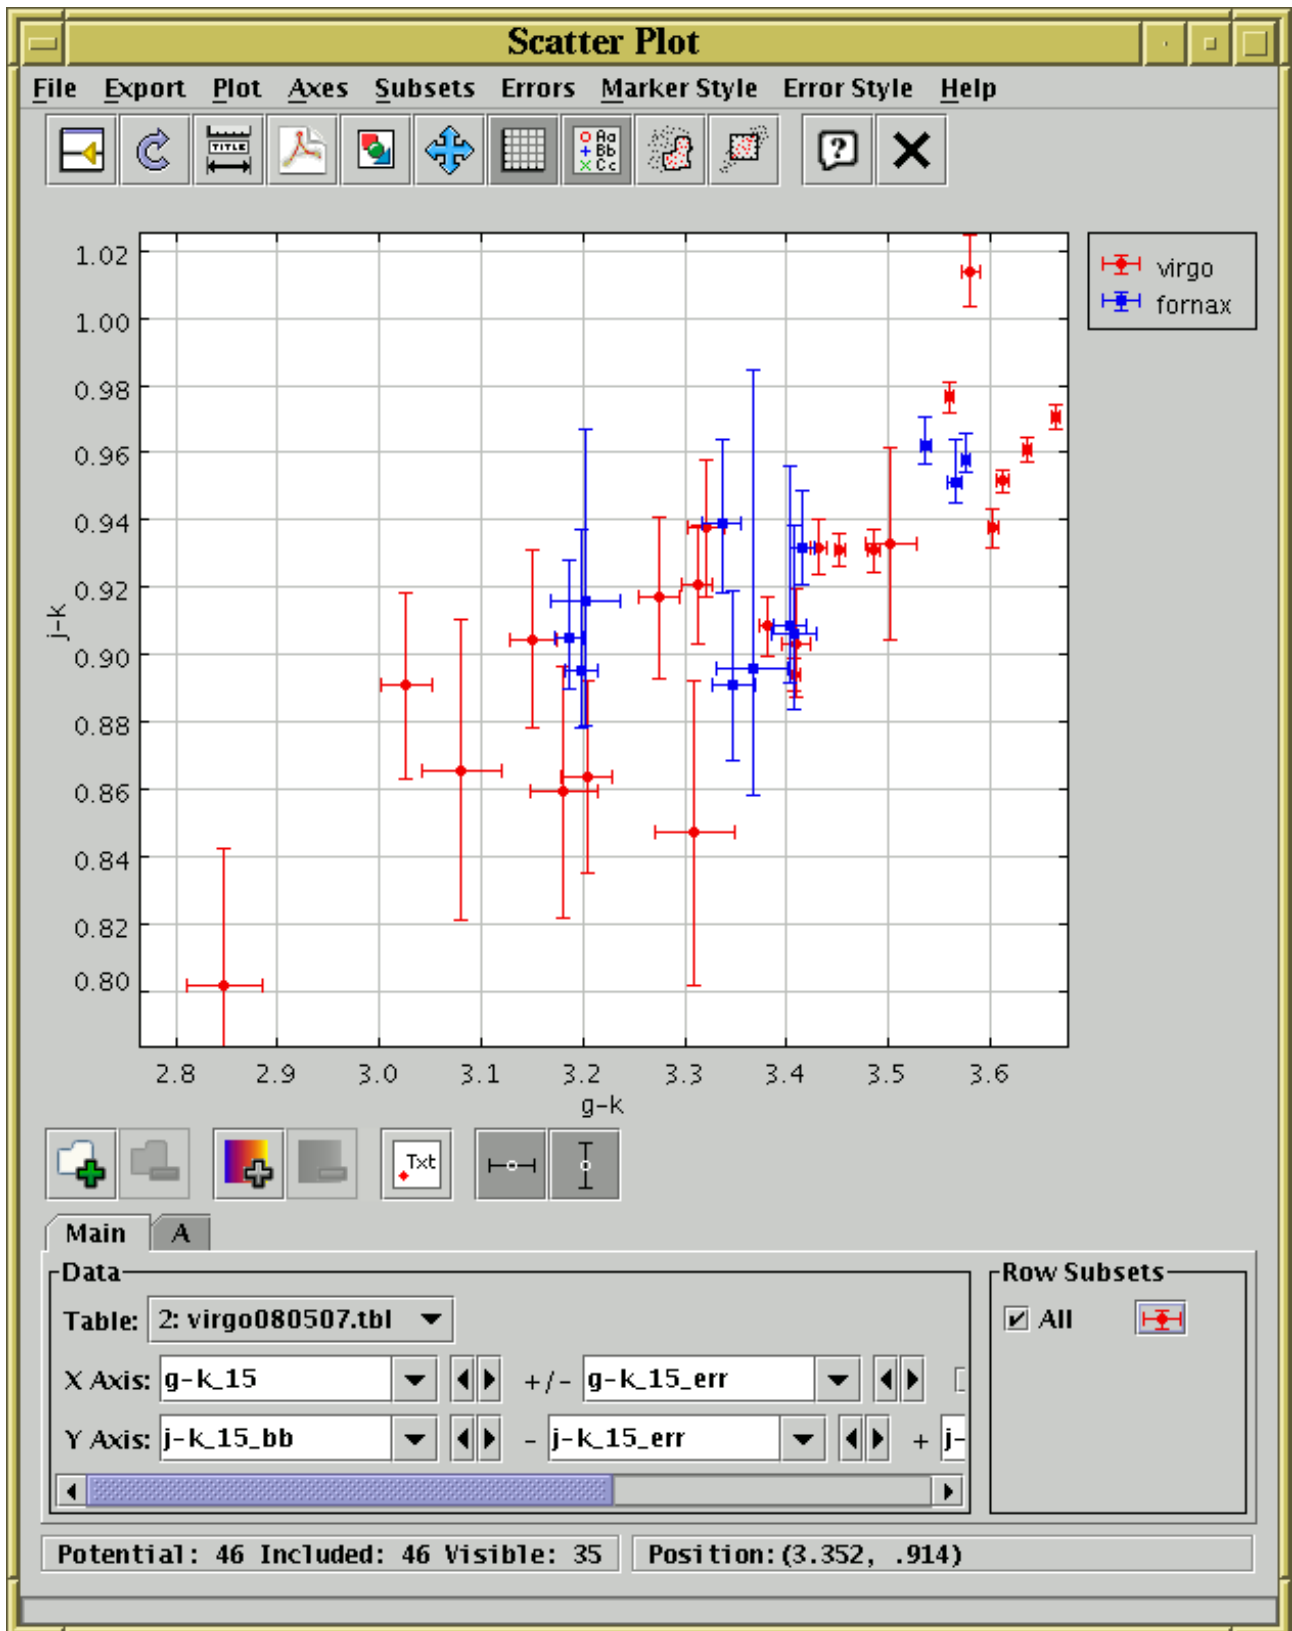 Scatter Plot
File Export Plot Axes Subsets Errors Marker Style Error Style Help
TITLE
Aa
Bb
Cc
?
1.02
1.00
0.98
0.96
0.94
0.92
0.90
0.88
0.86
0.84
0.82
0.80
j-k
2.8 2.9 3.0 3.1 3.2 3.3 3.4 3.5 3.6
g-k
virgo
fornax
Txt
Main A
Data
Table: 2: virgo080507.tbl
X Axis: g-k_15 +/- g-k_15_err
Y Axis: j-k_15_bb - j-k_15_err + j-
Row Subsets
All
Potential: 46 Included: 46 Visible: 35 Position:(3.352, .914)